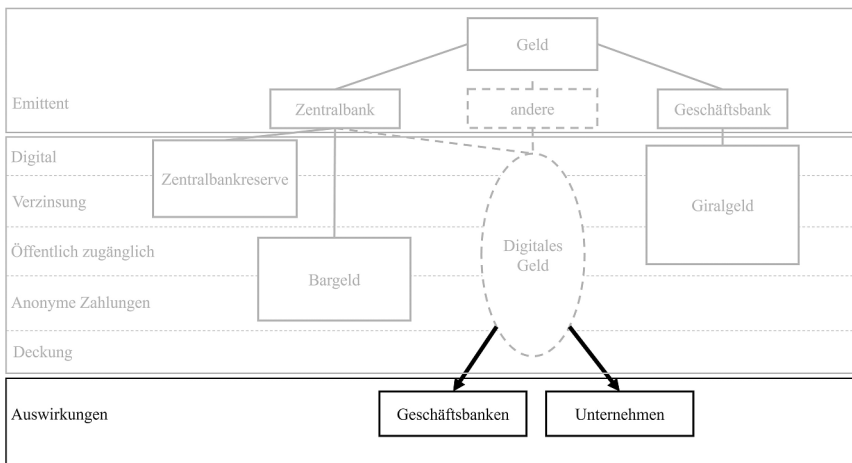 Geld
Emittent
Zentralbank
andere
Geschäftsbank
Digital
Zentralbankreserve
Verzinsung
Giralgeld
Öffentlich zugänglich
Digitales
Geld
Bargeld
Anonyme Zahlungen
Deckung
Auswirkungen
Geschäftsbanken
Unternehmen